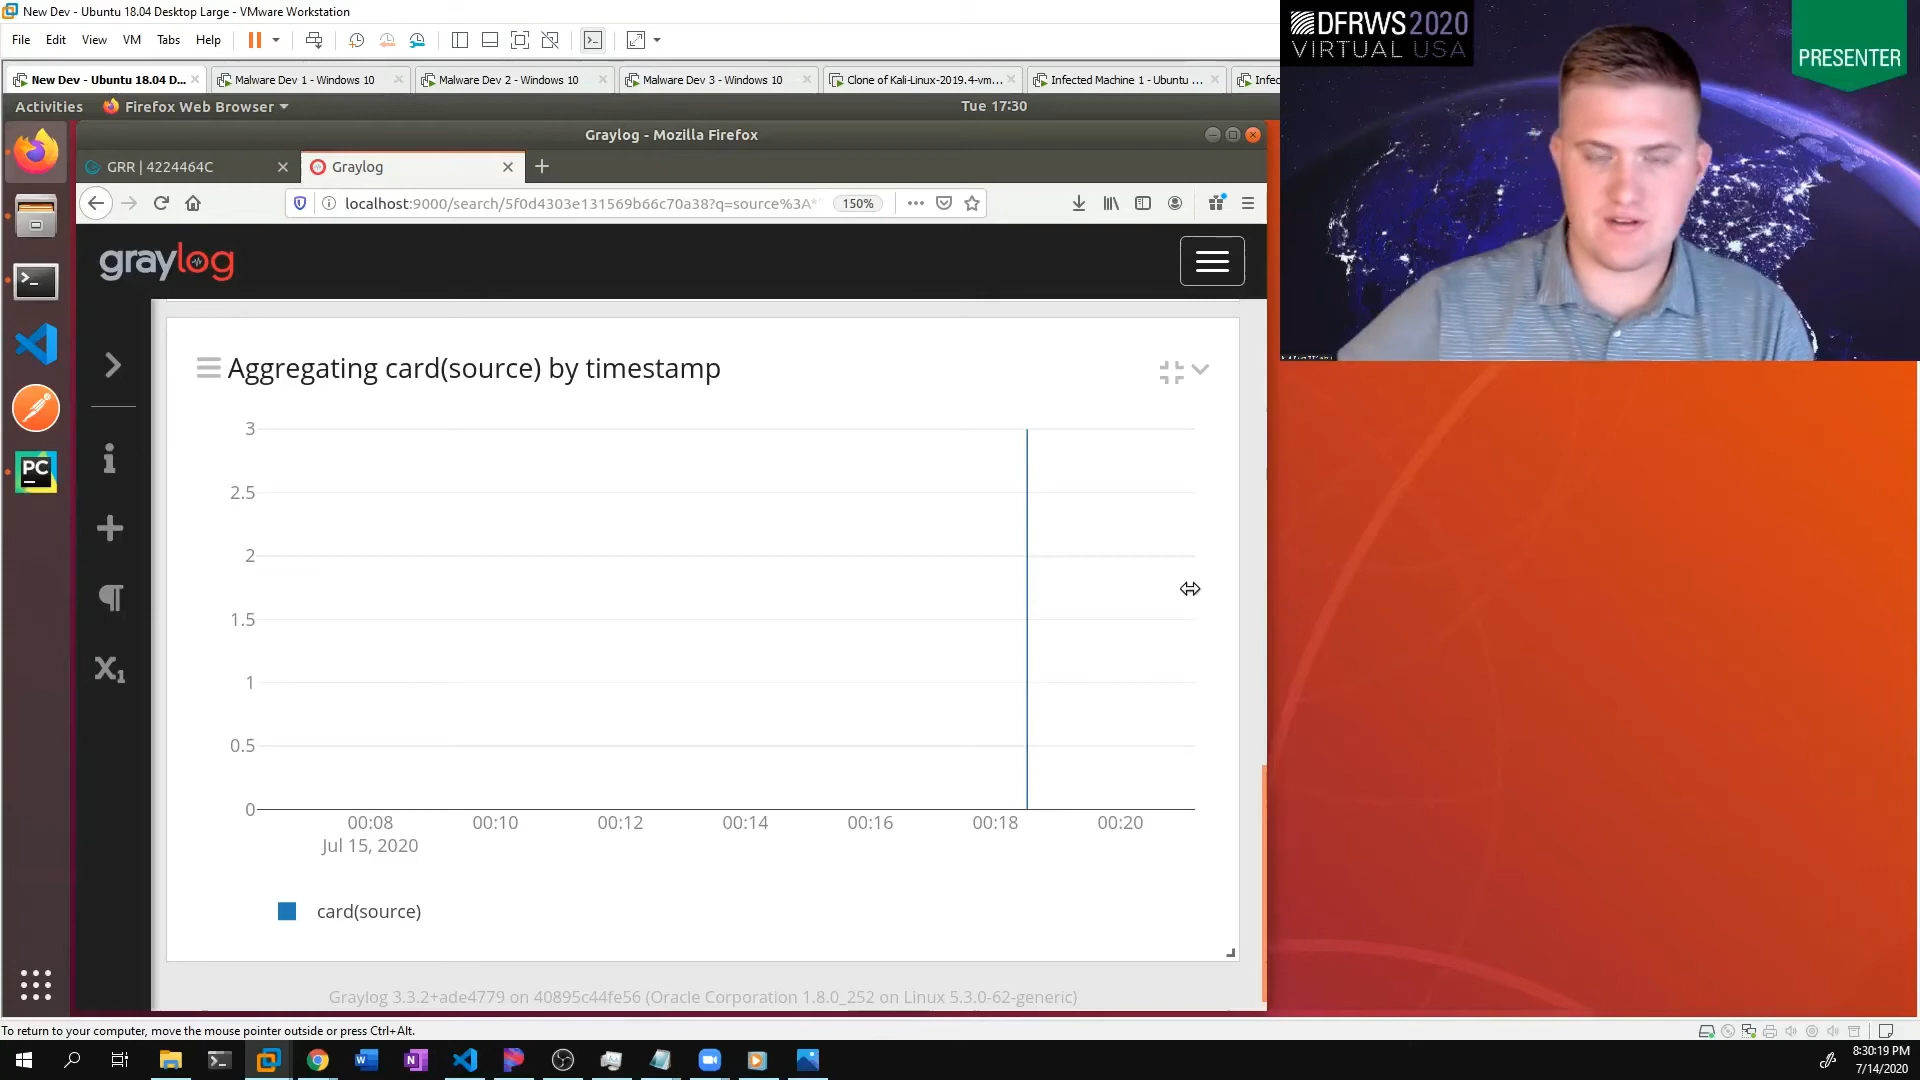 New Dev - Ubuntu 18.04 Desktop Large - VMware Workstation
File Edit View VM Tabs Help
New Dev - Ubuntu 18.04 D...
Malware Dev 1 - Windows 10
Malware Dev 2 - Windows 10
Malware Dev 3 - Windows 10
Clone of Kali-Linux-2019.4-vm...
Infected Machine 1 - Ubuntu ...
Infec
DFRWS2020
VIRTUAL USA
PRESENTER
Activities
Firefox Web Browser
Tue 17:30
Graylog - Mozilla Firefox
GRR | 4224464C
Graylog
localhost:9000/search/5f0d4303e131569b66c70a38?q=source%3A*
150%
graylog
Aggregating card(source) by timestamp
3
2.5
2
1.5
1
0.5
0
00:08 00:10 00:12 00:14 00:16 00:18 00:20
Jul 15, 2020
card(source)
Graylog 3.3.2+ade4779 on 40895c44fe56 (Oracle Corporation 1.8.0_252 on Linux 5.3.0-62-generic)
To return to your computer, move the mouse pointer outside or press Ctrl+Alt.
8:30:19 PM
7/14/2020